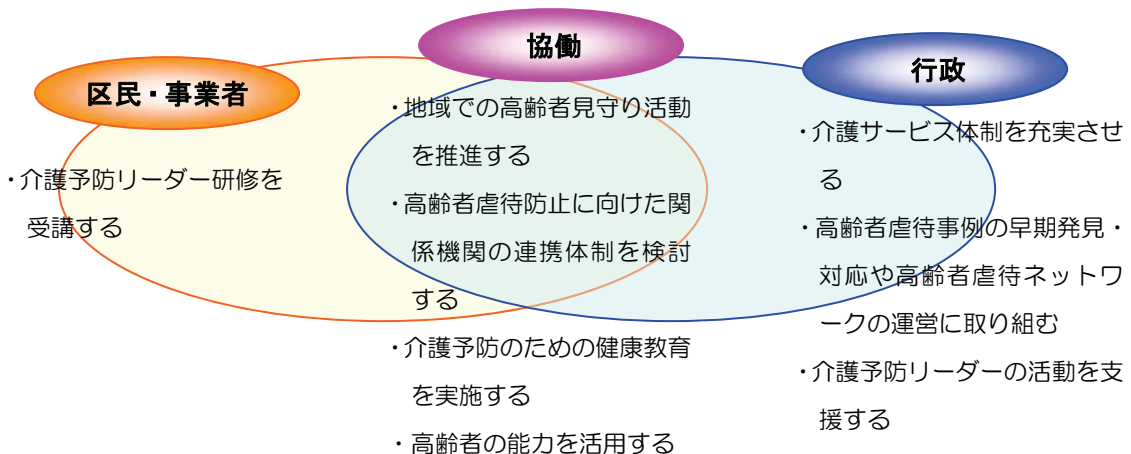 区民・事業者
・介護予防リーダー研修を
受講する
協働
・地域での高齢者見守り活動
を推進する
・高齢者虐待防止に向けた関
係機関の連携体制を検討
する
・介護予防のための健康教育
を実施する
・高齢者の能力を活用する
行政
・介護サービス体制を充実させ
る
・高齢者虐待事例の早期発見・
対応や高齢者虐待ネットワ
ークの運営に取り組む
・介護予防リーダーの活動を支
援する